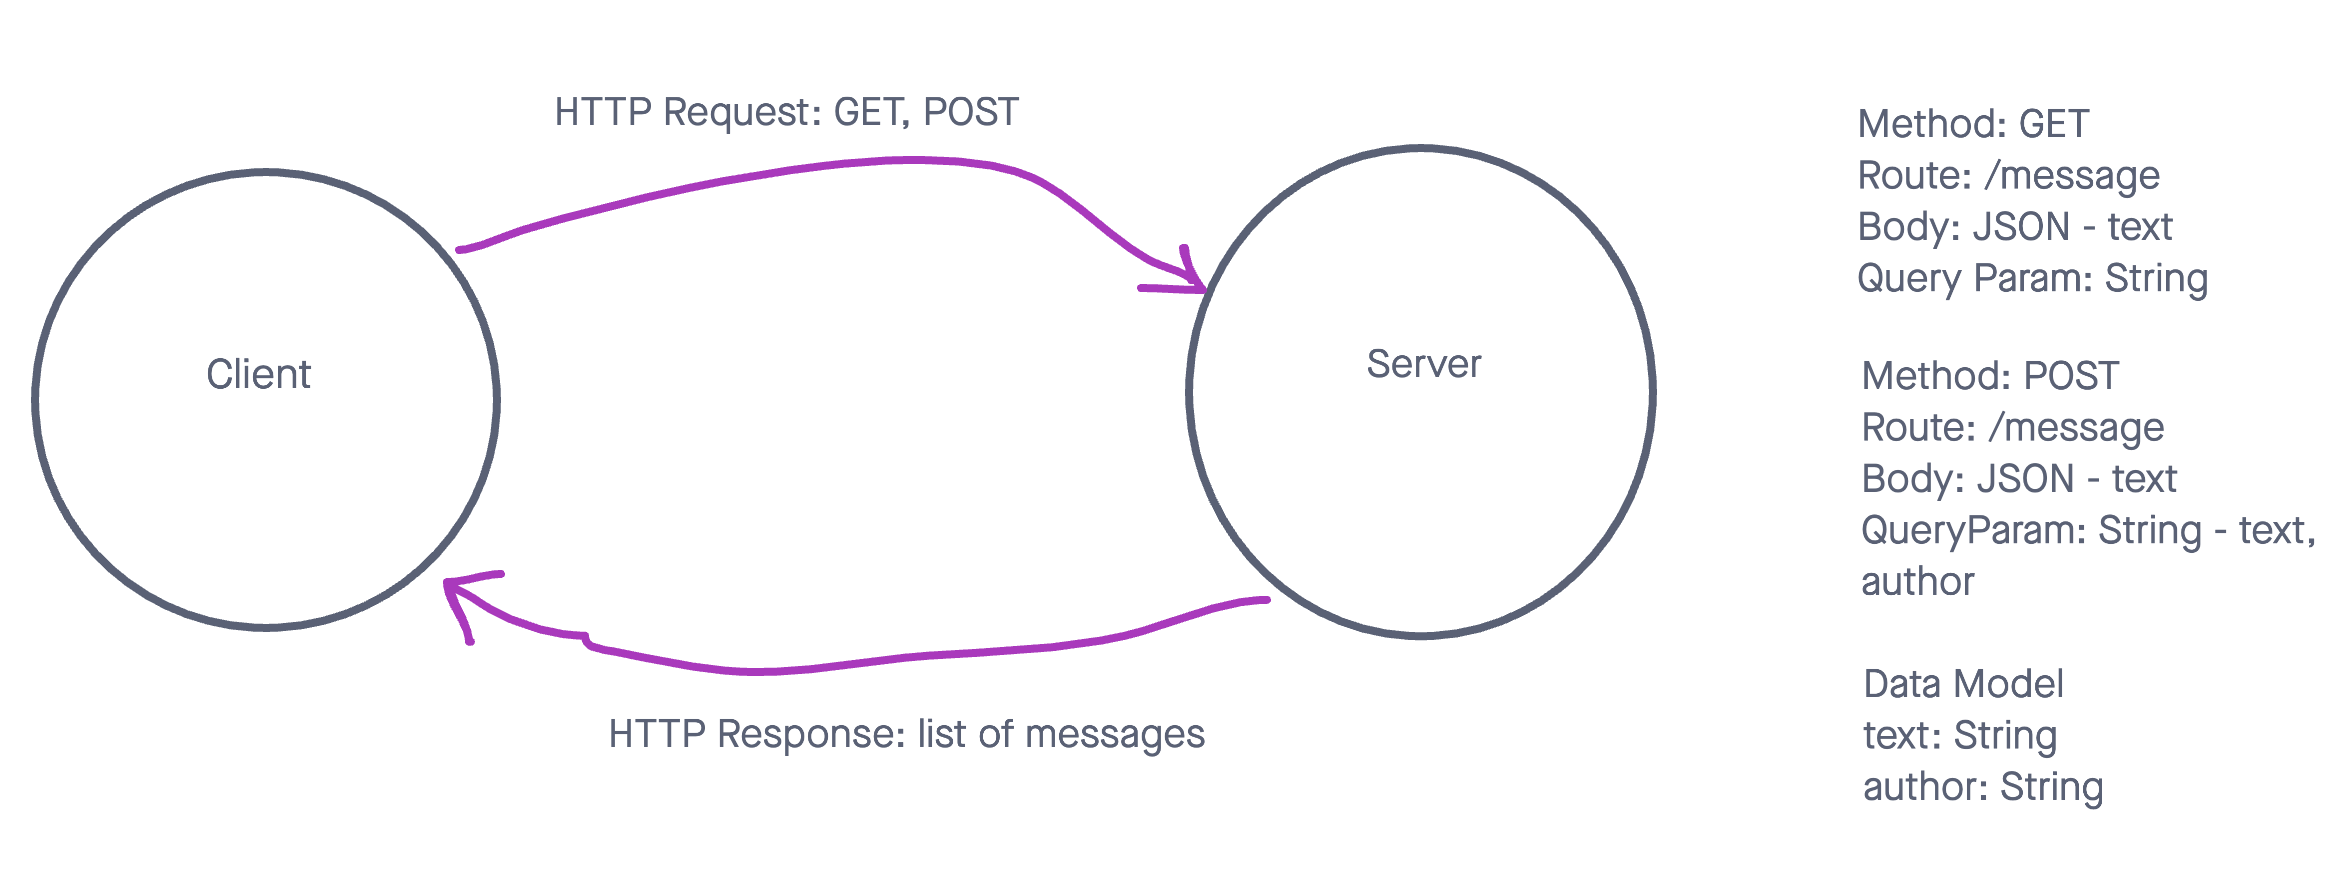 HTTP Request: GET, POST
Client
Server
HTTP Response: list of messages
Method: GET
Route: /message
Body: JSON - text
Query Param: String
Method: POST
Route: /message
Body: JSON - text
QueryParam: String - text,
author
Data Model
text: String
author: String